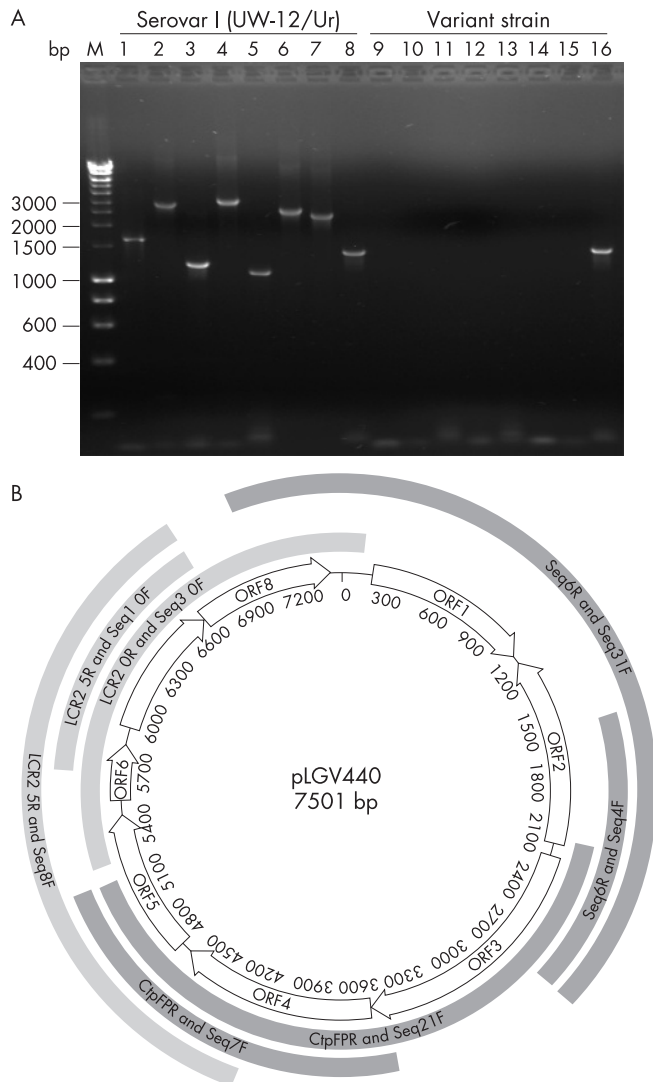 A
Serovar I (UW-12/Ur) Variant strain
bp M 1 2 3 4 5 6 7 8 9 10 11 12 13 14 15 16
3000
2000
1500
1000
600
400
B
Seq6R and Seq31F
Seq6R and Seq4F
LCR2 5R and Seq8F
LCR2 5R and Seq1 0F
LCR2 0R and Seq3 0F
CtpFPR and Seq7F
CtpFPR and Seq21F
ORF1
ORF2
ORF3
ORF4
ORF5
ORF6
ORF8
0
300
600
900
1200
1500
1800
2100
2400
2700
3000
3300
3600
3900
4200
4500
4800
5100
5400
5700
6000
6300
6600
6900
7200
pLGV440
7501 bp